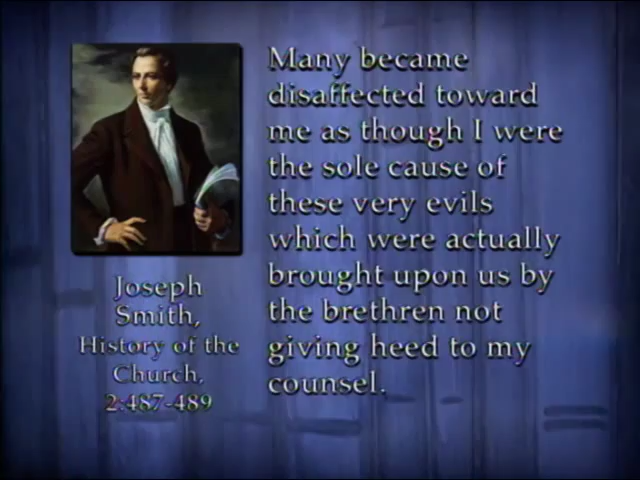 Many became
disaffected toward
me as though I were
the sole cause of
these very evils
which were actually
brought upon us by
the brethren not
giving heed to my
counsel.
Joseph
Smith,
History of the
Church,
2:487-489